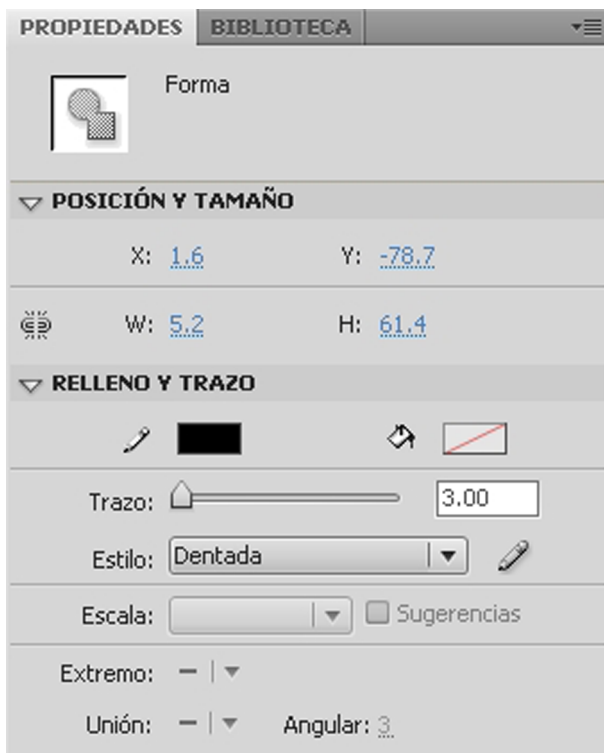 PROPIEDADES BIBLIOTECA
Forma
POSICIÓN Y TAMAÑO
X: 1.6 Y: -78.7
W: 5.2 H: 61.4
RELLENO Y TRAZO
Trazo: 3.00
Estilo: Dentada
Escala: Sugerencias
Extremo:
Unión: Angular: 3